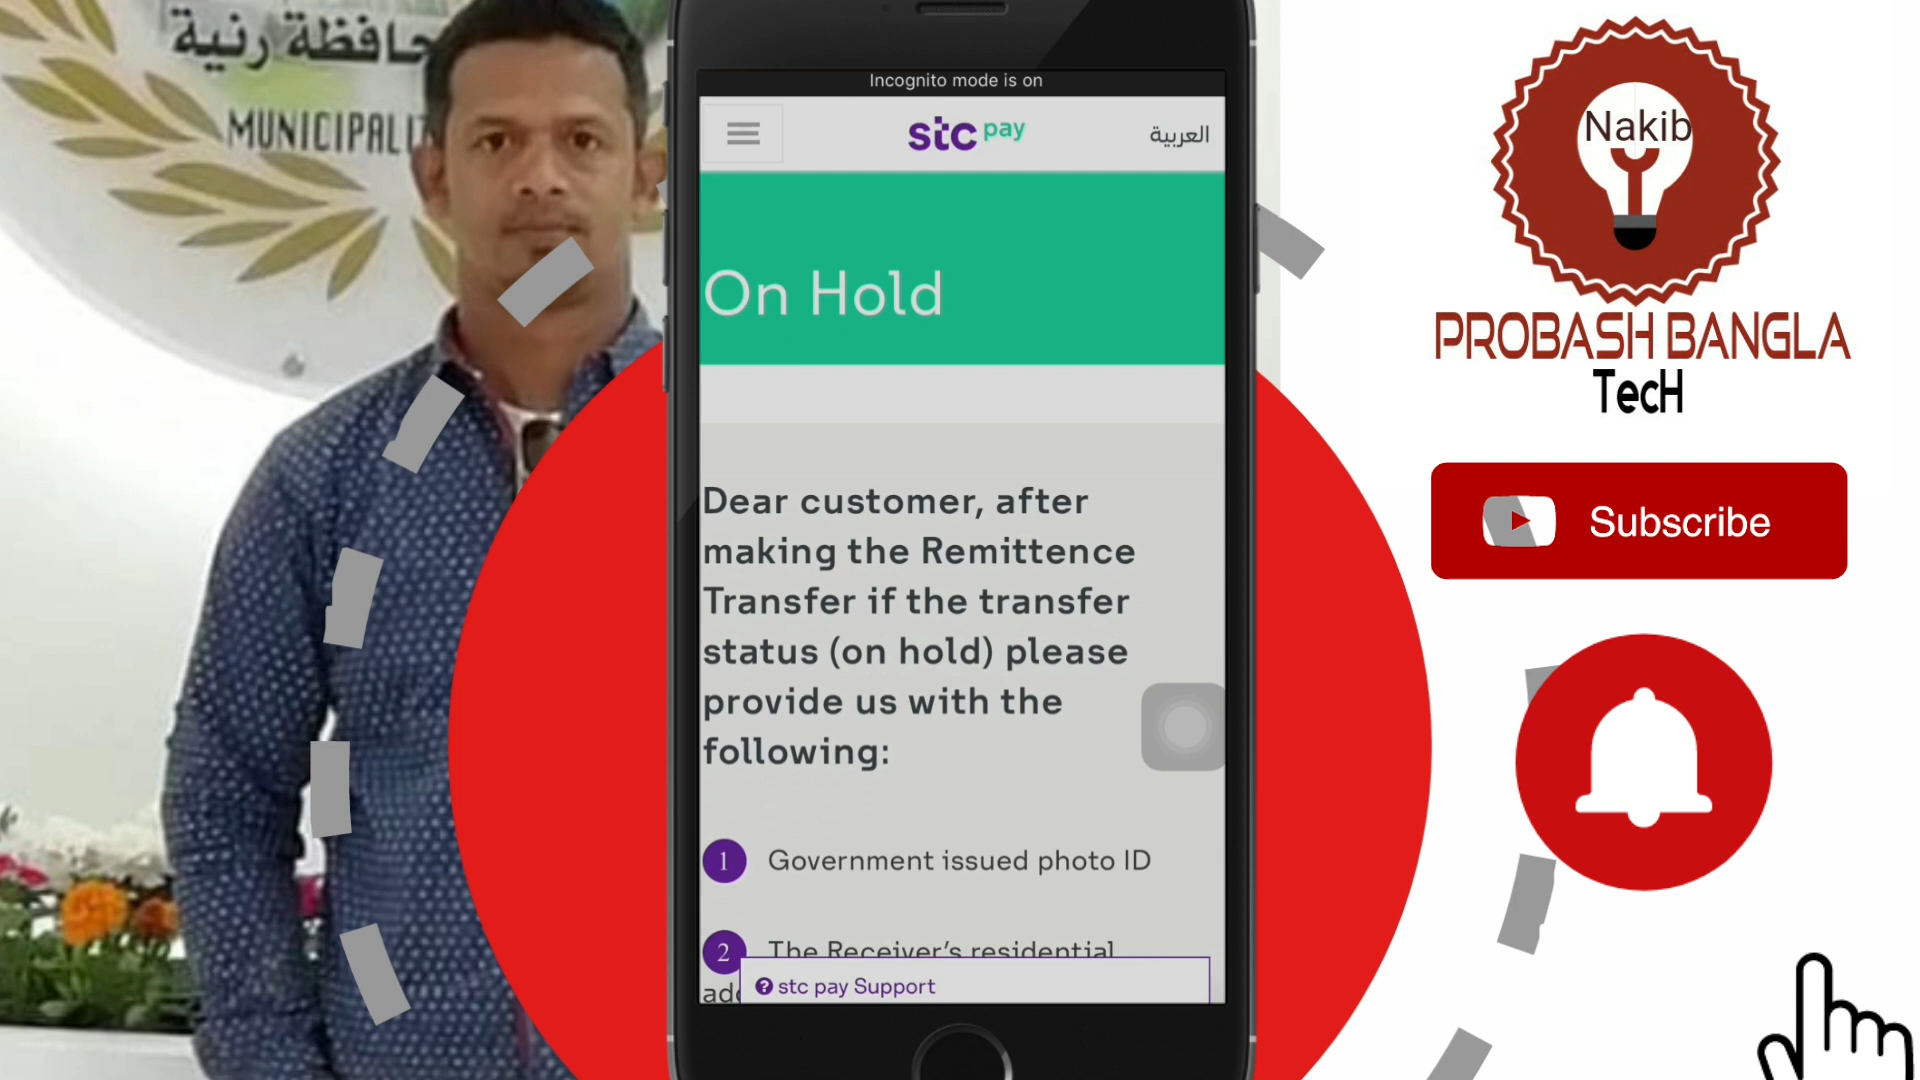 حافظة رنية
MUNICIPALI
Incognito mode is on
stc pay
العربية
On Hold
Dear customer, after
making the Remittence
Transfer if the transfer
status (on hold) please
provide us with the
following:
1 Government issued photo ID
2 The Receiver's residential
stc pay Support
Nakib
PROBASH BANGLA
TecH
Subscribe